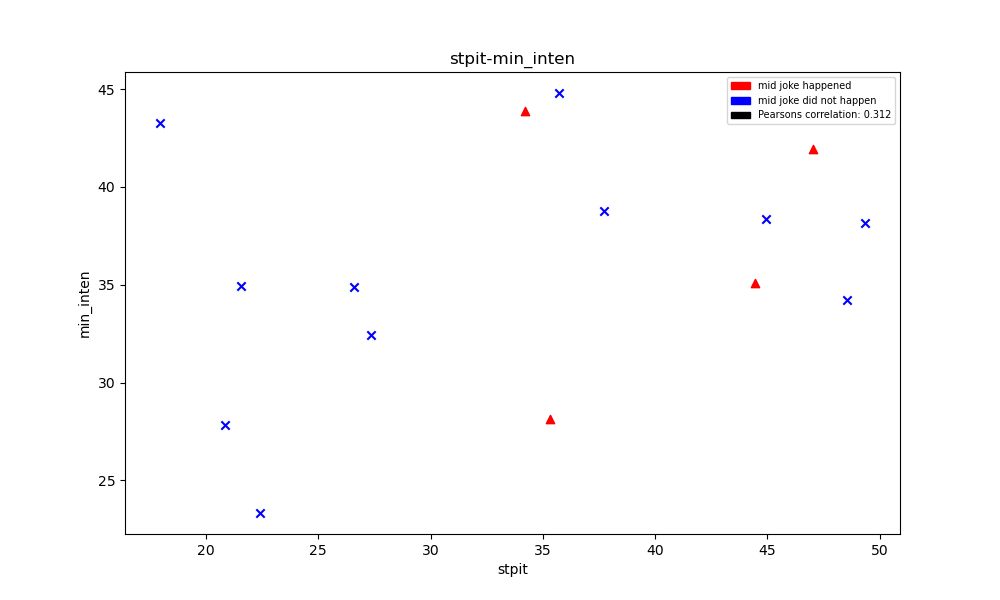 stpit-min_inten
mid joke happened
mid joke did not happen
Pearsons correlation: 0.312
45
40
35
30
25
min_inten
20
25
30
35
40
45
50
stpit